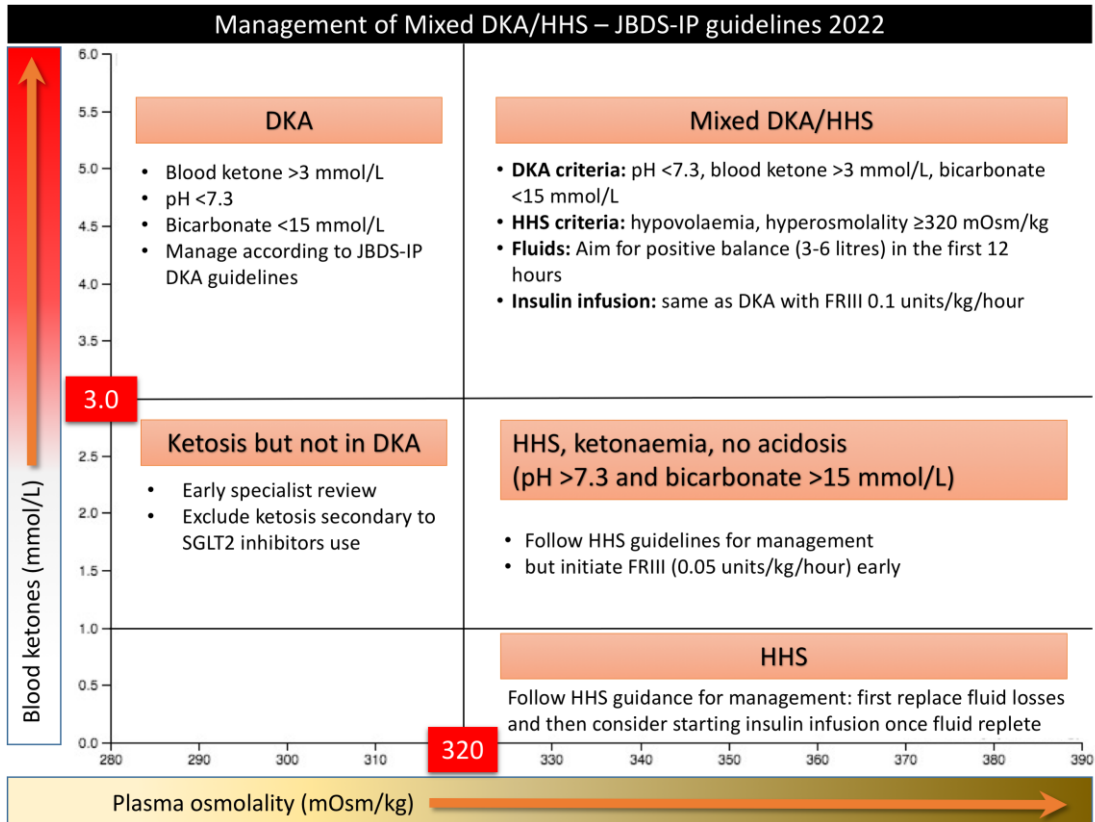 Management of Mixed DKA/HHS – JBDS-IP guidelines 2022
Blood ketones (mmol/L)
6.0
5.5
5.0
4.5
4.0
3.5
3.0
2.5
2.0
1.5
1.0
0.5
0.0
DKA
• Blood ketone >3 mmol/L
• pH <7.3
• Bicarbonate <15 mmol/L
• Manage according to JBDS-IP
DKA guidelines
Mixed DKA/HHS
• DKA criteria: pH <7.3, blood ketone >3 mmol/L, bicarbonate
<15 mmol/L
• HHS criteria: hypovolaemia, hyperosmolality ≥320 mOsm/kg
• Fluids: Aim for positive balance (3-6 litres) in the first 12
hours
• Insulin infusion: same as DKA with FRIII 0.1 units/kg/hour
Ketosis but not in DKA
• Early specialist review
• Exclude ketosis secondary to
SGLT2 inhibitors use
HHS, ketonaemia, no acidosis
(pH >7.3 and bicarbonate >15 mmol/L)
• Follow HHS guidelines for management
• but initiate FRIII (0.05 units/kg/hour) early
HHS
Follow HHS guidance for management: first replace fluid losses
and then consider starting insulin infusion once fluid replete
280 290 300 310 320 330 340 350 360 370 380 390
Plasma osmolality (mOsm/kg)